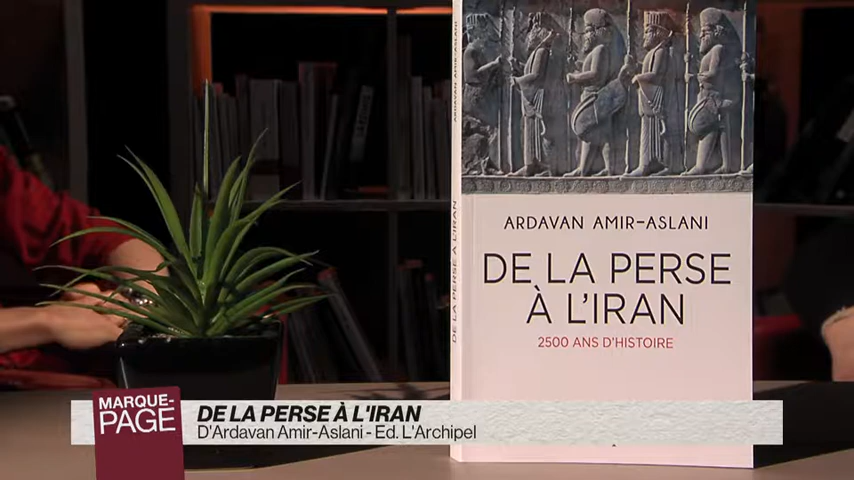 ARDAVAN AMIR-ASLANI
DE LA PERSE À L'IRAN
ARDAVAN AMIR-ASLANI
DE LA PERSE
À L'IRAN
2500 ANS D'HISTOIRE
MARQUE-
PAGE
DE LA PERSE À L'IRAN
D'Ardavan Amir-Aslani - Ed. L'Archipel